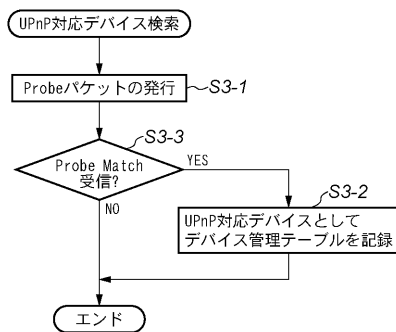 UPnP対応デバイス検索
Probeパケットの発行
S3-1
S3-3
Probe Match
受信?
YES
NO
S3-2
UPnP対応デバイスとして
デバイス管理テーブルを記録
エンド